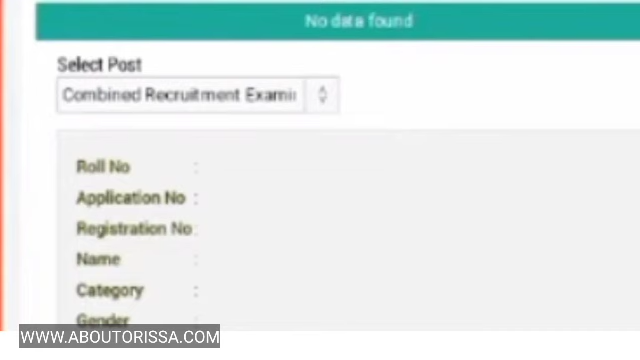 No data found
Select Post
Combined Recruitment Examin
Roll No :
Application No :
Registration No :
Name :
Category :
Gender
WWW.ABOUTORISSA.COM